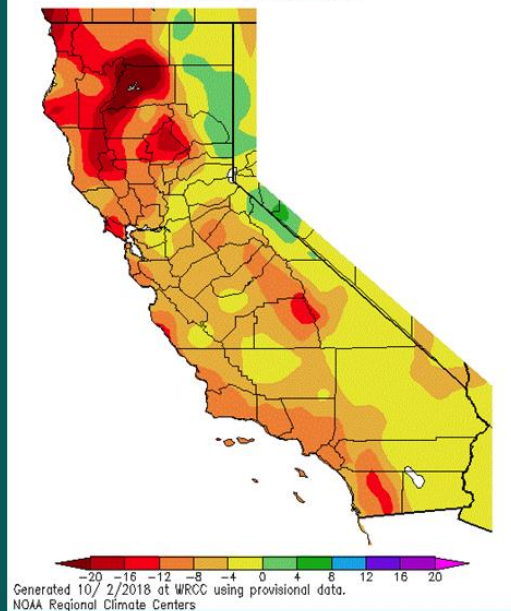 -20 -16 -12 -8 -4 0 4 8 12 16 20
Generated 10/ 2/2018 at WRCC using provisional data.
NOAA Regional Climate Centers